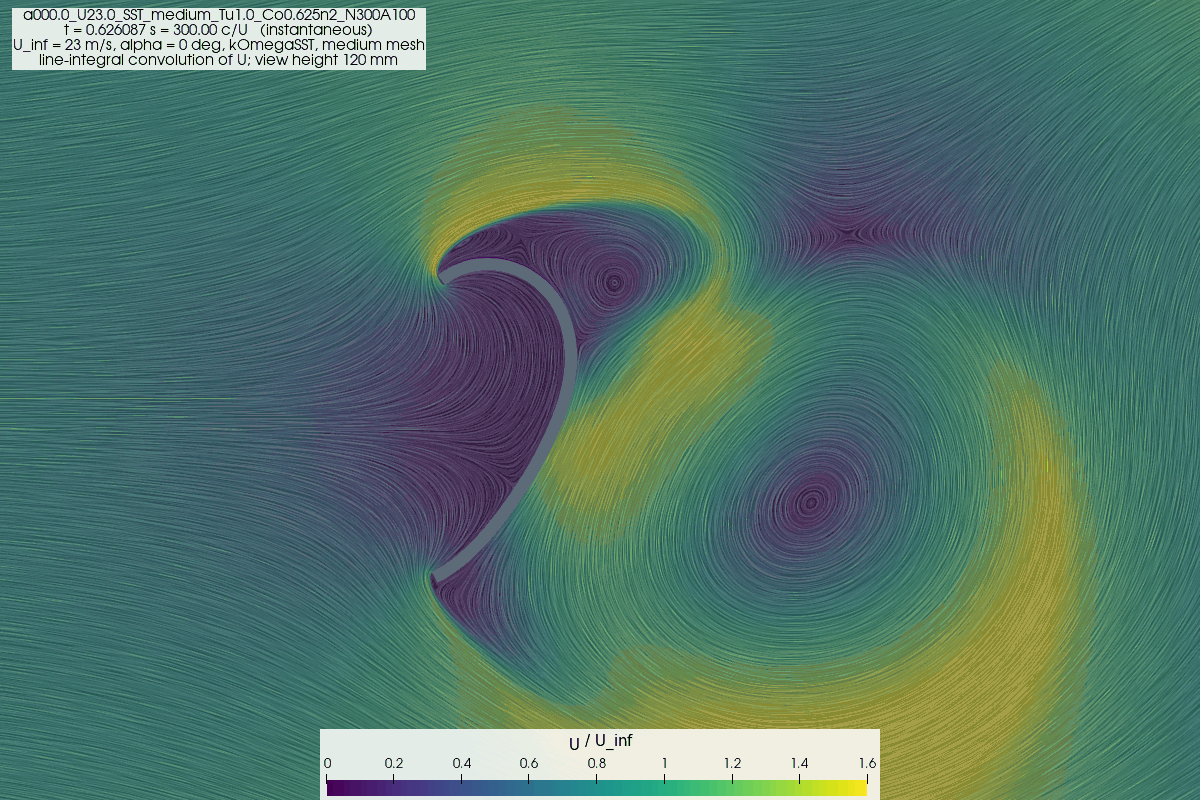 a000.0_U23.0_SST_medium_Tu1.0_Co0.625n2_N300A100
t = 0.626087 s = 300.00 c/U (instantaneous)
U_inf = 23 m/s, alpha = 0 deg, kOmegaSST, medium mesh
line-integral convolution of U; view height 120 mm
U / U_inf
0 0.2 0.4 0.6 0.8 1 1.2 1.4 1.6